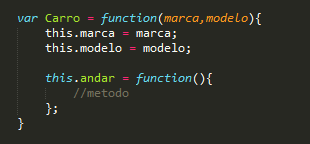 var Carro = function(marca,modelo){
this.marca = marca;
this.modelo = modelo;
this.andar = function(){
//metodo
};
}